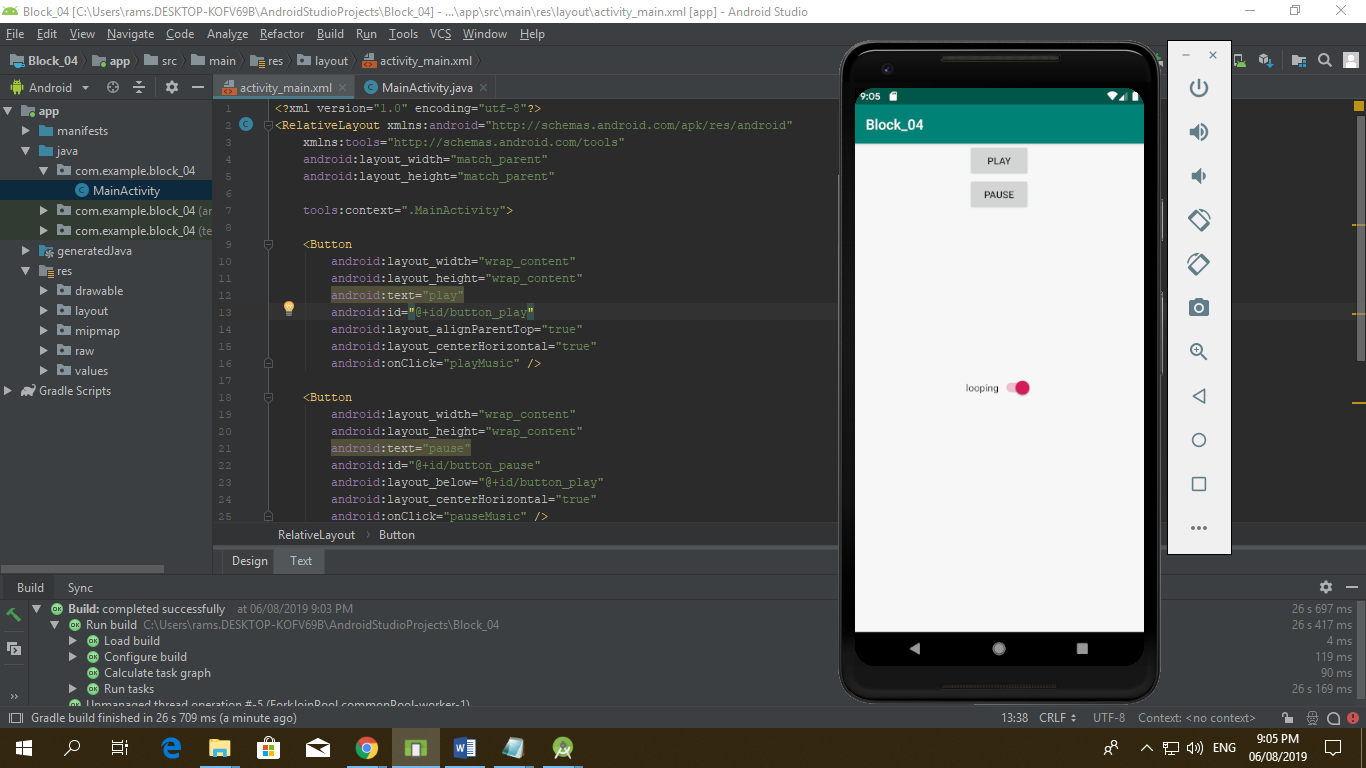 Block_04 [C:\Users\rams.DESKTOP-KOFV69B\AndroidStudioProjects\Block_04] - ...\app\src\main\res\layout\activity_main.xml [app] - Android Studio
File Edit View Navigate Code Analyze Refactor Build Run Tools VCS Window Help
Block_04 app src main res layout activity_main.xml
Android
activity_main.xml MainActivity.java
app
manifests
java
com.example.block_04
MainActivity
com.example.block_04 (ar
com.example.block_04 (te
generatedJava
res
drawable
layout
mipmap
raw
values
Gradle Scripts
1 <?xml version="1.0" encoding="utf-8"?>
2 <RelativeLayout xmlns:android="http://schemas.android.com/apk/res/android"
3 xmlns:tools="http://schemas.android.com/tools"
4 android:layout_width="match_parent"
5 android:layout_height="match_parent"
6
7 tools:context=".MainActivity">
8
9 <Button
10 android:layout_width="wrap_content"
11 android:layout_height="wrap_content"
12 android:text="play"
13 android:id="@+id/button_play"
14 android:layout_alignParentTop="true"
15 android:layout_centerHorizontal="true"
16 android:onClick="playMusic" />
17
18 <Button
19 android:layout_width="wrap_content"
20 android:layout_height="wrap_content"
21 android:text="pause"
22 android:id="@+id/button_pause"
23 android:layout_below="@+id/button_play"
24 android:layout_centerHorizontal="true"
25 android:onClick="pauseMusic" />
RelativeLayout Button
Design Text
9:05
Block_04
PLAY
PAUSE
looping
Build Sync
Build: completed successfully at 06/08/2019 9:03 PM 26 s 697 ms
Run build C:\Users\rams.DESKTOP-KOFV69B\AndroidStudioProjects\Block_04 26 s 417 ms
Load build 4 ms
Configure build 119 ms
Calculate task graph 90 ms
Run tasks 26 s 169 ms
Unmanaged thread operation #-5 (ForkJoinPool.commonPool-worker-1)
Gradle build finished in 26 s 709 ms (a minute ago) 13:38 CRLF UTF-8 Context: <no context>
ENG 9:05 PM
06/08/2019